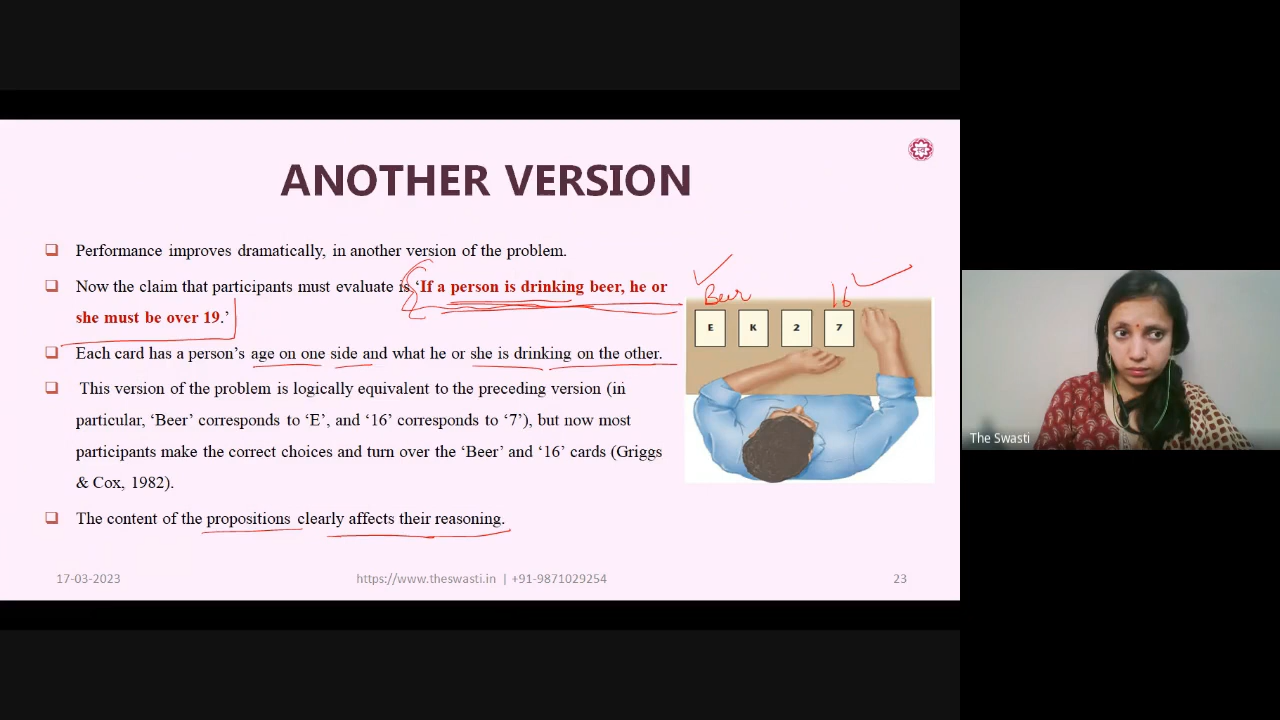 ANOTHER VERSION
Performance improves dramatically, in another version of the problem.
Now the claim that participants must evaluate is ‘If a person is drinking beer, he or
she must be over 19.’
Each card has a person’s age on one side and what he or she is drinking on the other.
This version of the problem is logically equivalent to the preceding version (in
particular, ‘Beer’ corresponds to ‘E’, and ‘16’ corresponds to ‘7’), but now most
participants make the correct choices and turn over the ‘Beer’ and ‘16’ cards (Griggs
& Cox, 1982).
The content of the propositions clearly affects their reasoning.
Beer 16
E K 2 7
17-03-2023 https://www.theswasti.in | +91-9871029254 23
The Swasti